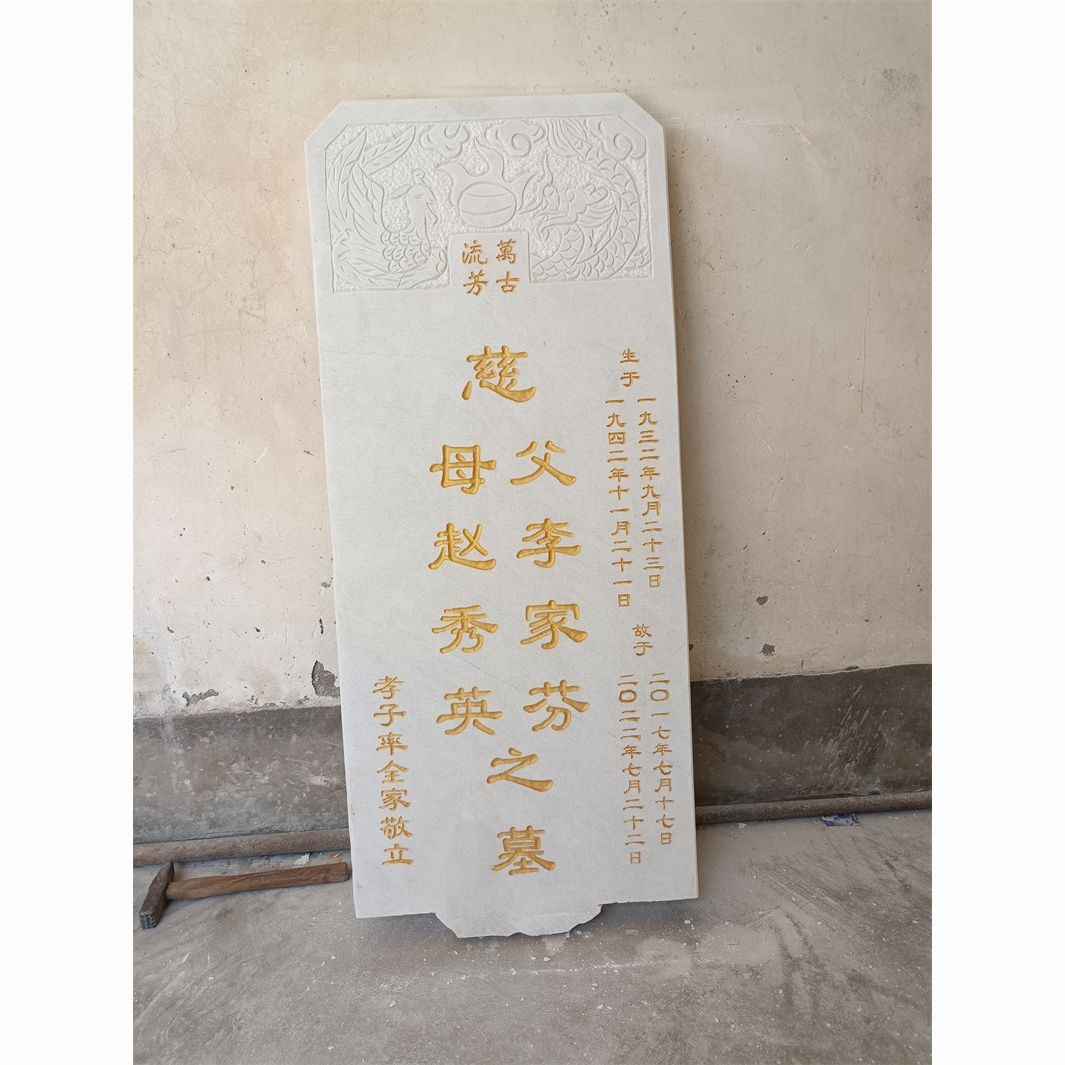 萬古
流芳
生于
一九三二年九月二十三日
一九四二年十一月二十一日
故于
二〇一七年七月十七日
二〇二二年七月二十二日
慈
父李家芬
母赵秀英
之墓
孝子率全家敬立